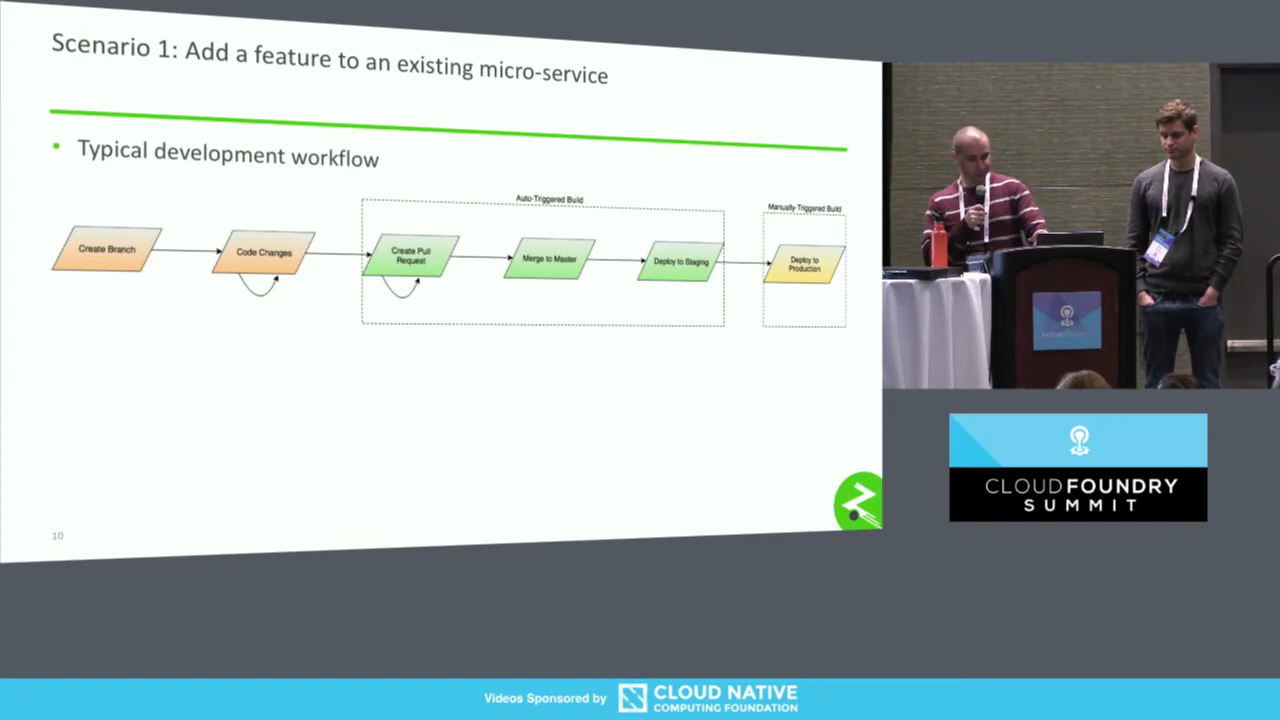 Scenario 1: Add a feature to an existing micro-service
• Typical development workflow
Auto-Triggered Build
Manually-Triggered Build
Create Branch
Code Changes
Create Pull
Request
Merge to Master
Deploy to Staging
Deploy to
Production
10
CLOUD FOUNDRY
SUMMIT
Videos Sponsored by
CLOUD NATIVE
COMPUTING FOUNDATION